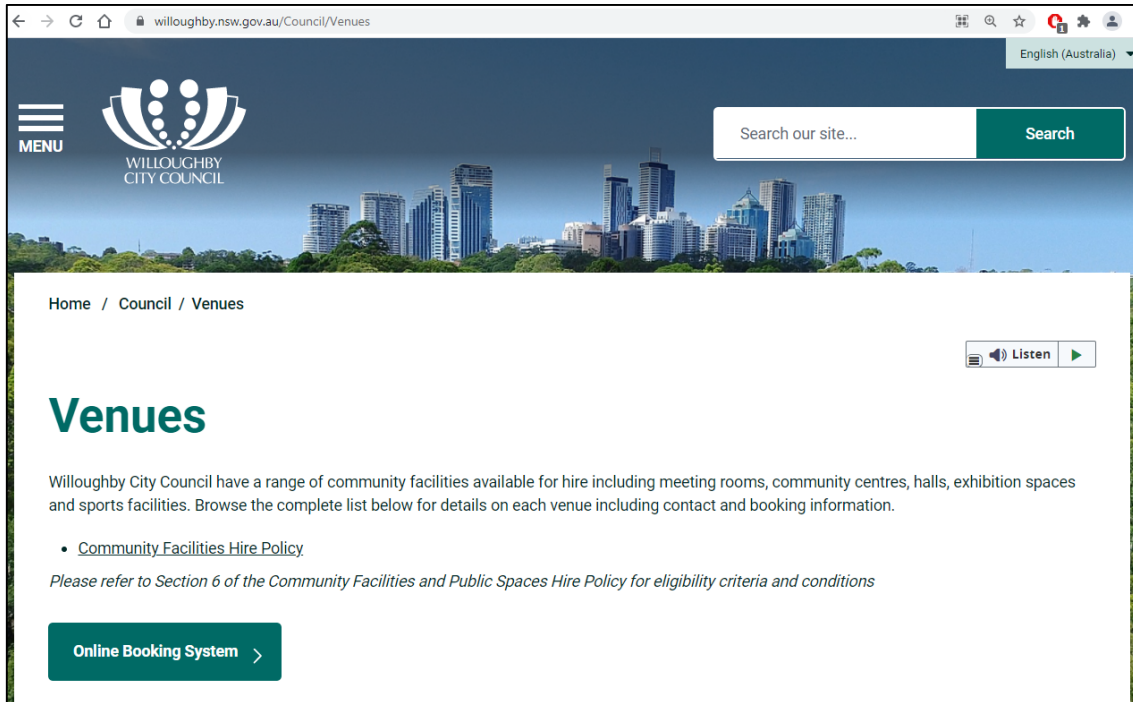 willoughby.nsw.gov.au/Council/Venues
1
English (Australia)
MENU
WILLOUGHBY
CITY COUNCIL
Search our site...
Search
Home / Council / Venues
Listen
Venues
Willoughby City Council have a range of community facilities available for hire including meeting rooms, community centres, halls, exhibition spaces
and sports facilities. Browse the complete list below for details on each venue including contact and booking information.
• Community Facilities Hire Policy
Please refer to Section 6 of the Community Facilities and Public Spaces Hire Policy for eligibility criteria and conditions
Online Booking System